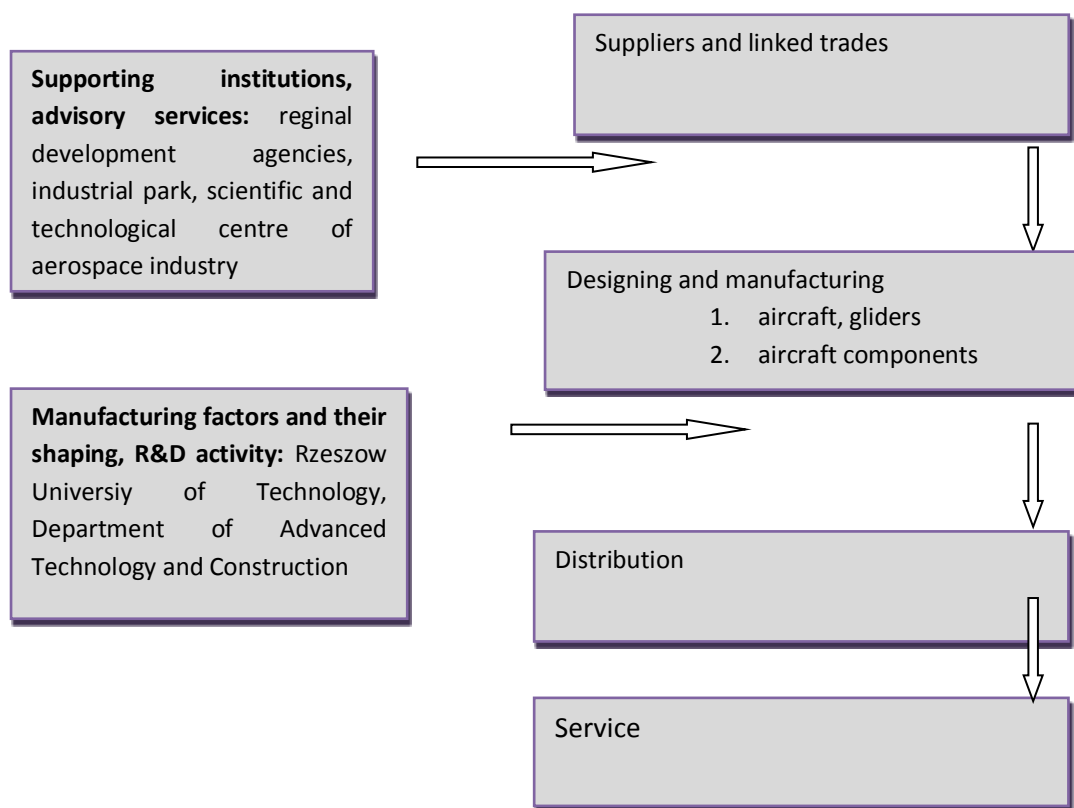 Supporting institutions,
advisory services: reginal
development agencies,
industrial park, scientific and
technological centre of
aerospace industry
Manufacturing factors and their
shaping, R&D activity: Rzeszow
Universiy of Technology,
Department of Advanced
Technology and Construction
Suppliers and linked trades
Designing and manufacturing
1. aircraft, gliders
2. aircraft components
Distribution
Service